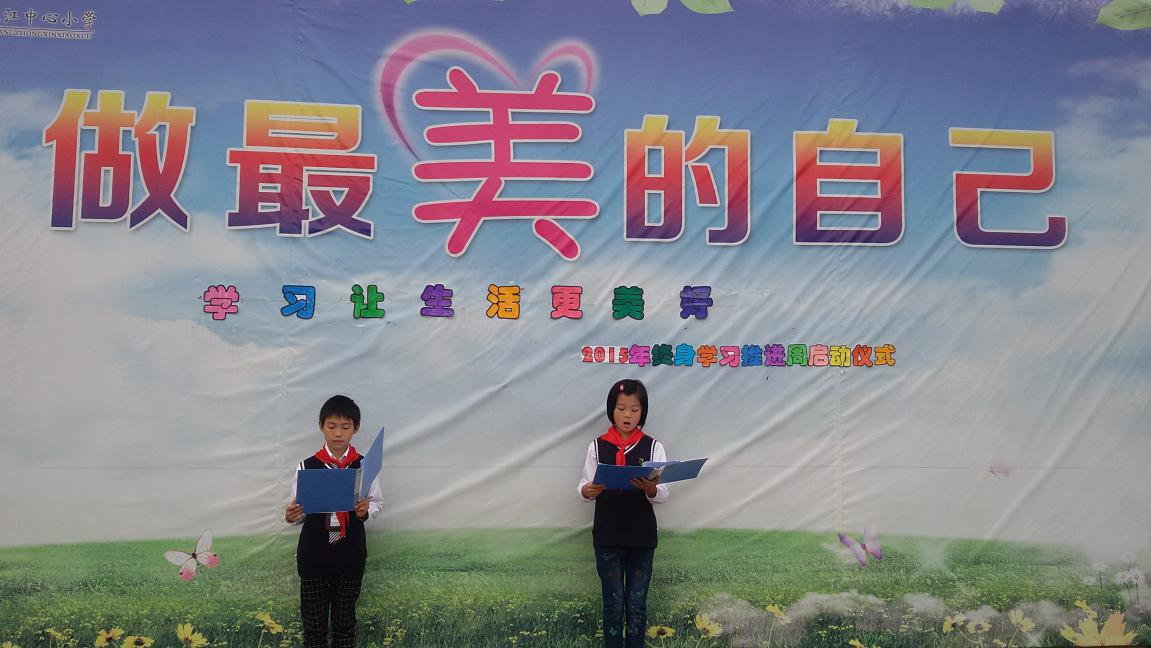 江中心小学
ANGZHONGXINXIAOXUE
做最美的自己
学习让生活更美好
2015年终身学习推进周启动仪式